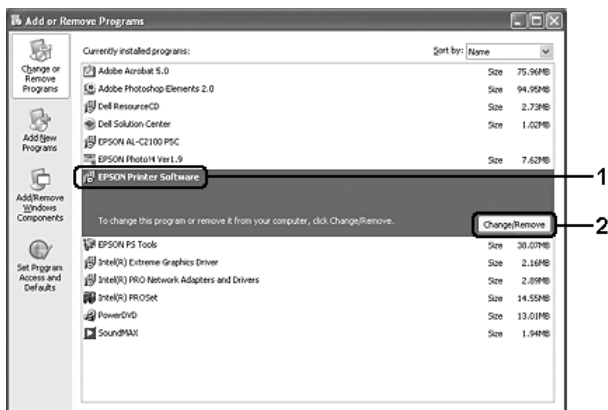 Add or Remove Programs
Change or
Remove
Programs
Add New
Programs
Add/Remove
Windows
Components
Set Program
Access and
Defaults
Currently installed programs:
Sort by: Name
Adobe Acrobat 5.0 Size 75.96MB
Adobe Photoshop Elements 2.0 Size 94.95MB
Dell ResourceCD Size 2.73MB
Dell Solution Center Size 1.02MB
EPSON AL-C2100 PSC
EPSON Photo!4 Ver1.9 Size 7.62MB
EPSON Printer Software 1
To change this program or remove it from your computer, click Change/Remove.
Change/Remove 2
EPSON PS Tools Size 38.07MB
Intel(R) Extreme Graphics Driver Size 2.16MB
Intel(R) PRO Network Adapters and Drivers Size 2.89MB
Intel(R) PROSet Size 14.55MB
PowerDVD Size 13.01MB
SoundMAX Size 1.94MB